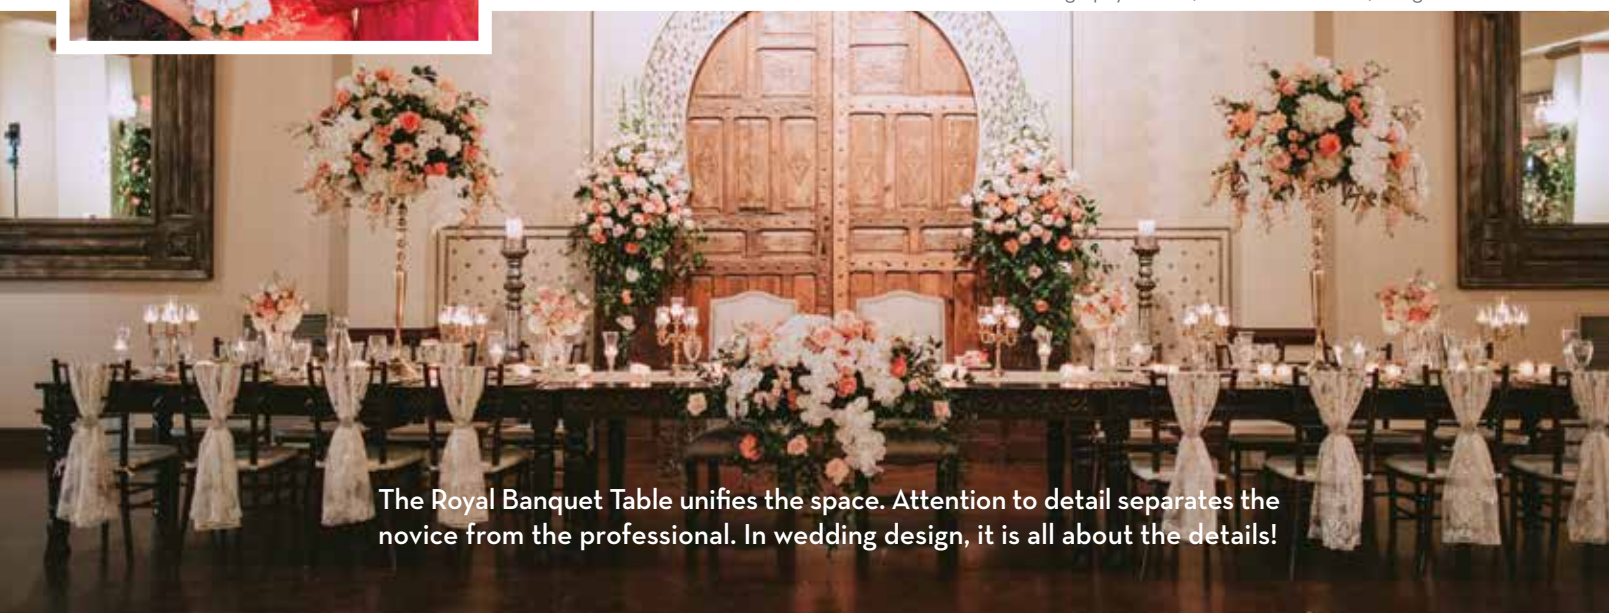 The Royal Banquet Table unifies the space. Attention to detail separates the
novice from the professional. In wedding design, it is all about the details!